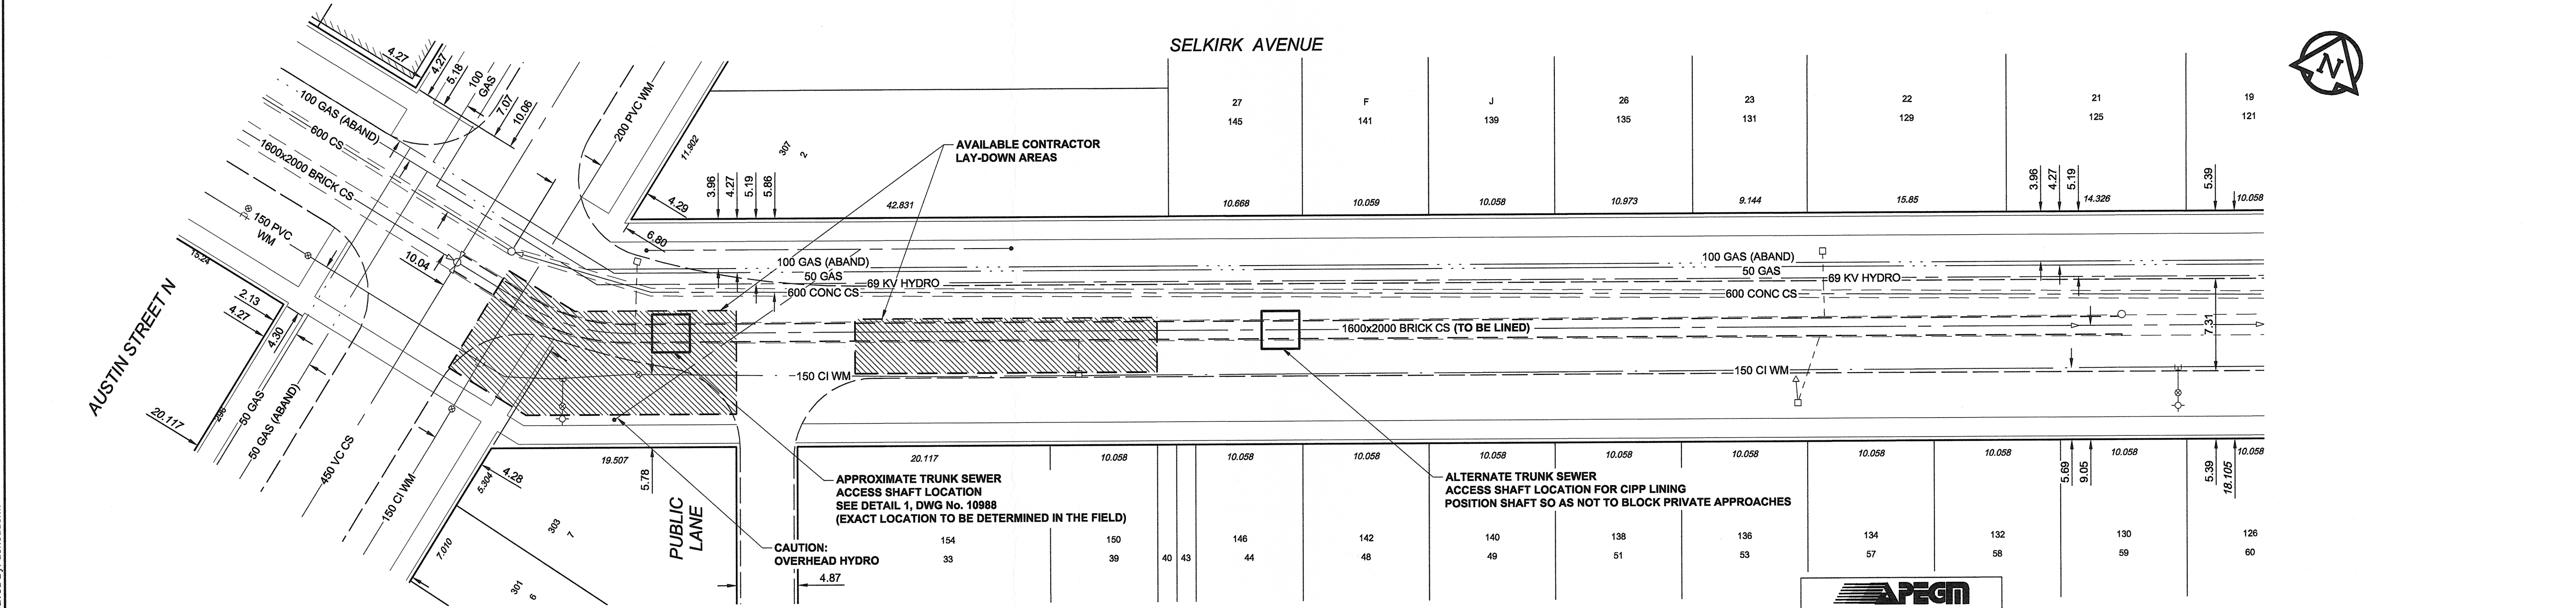 SELKIRK AVENUE
N
4.27
4.27
5.18
100
GAS
7.07
10.06
100 GAS (ABAND)
600 CS
1600x2000 BRICK CS
200 PVC WM
11.902
307
2
4.29
6.80
3.96
4.27
5.19
5.86
42.831
AVAILABLE CONTRACTOR
LAY-DOWN AREAS
27
145
10.668
F
141
10.059
J
139
10.058
26
135
10.973
23
131
9.144
22
129
15.85
21
125
14.326
3.96
4.27
5.19
19
121
5.39
10.058
150 PVC
WM
10.04
15.24
2.13
4.27
4.30
AUSTIN STREET N
20.117
296
50 GAS
50 GAS (ABAND)
450 VC CS
150 CI WM
100 GAS (ABAND)
50 GAS
69 KV HYDRO
600 CONC CS
100 GAS (ABAND)
50 GAS
69 KV HYDRO
600 CONC CS
1600x2000 BRICK CS (TO BE LINED)
7.31
150 CI WM
150 CI WM
4.28
5.304
7.010
19.507
5.78
303
7
301
6
PUBLIC
LANE
4.87
APPROXIMATE TRUNK SEWER
ACCESS SHAFT LOCATION
SEE DETAIL 1, DWG No. 10988
(EXACT LOCATION TO BE DETERMINED IN THE FIELD)
CAUTION:
OVERHEAD HYDRO
ALTERNATE TRUNK SEWER
ACCESS SHAFT LOCATION FOR CIPP LINING
POSITION SHAFT SO AS NOT TO BLOCK PRIVATE APPROACHES
20.117
10.058
10.058
10.058
10.058
10.058
10.058
10.058
10.058
5.69
9.05
10.058
5.39
18.105
10.058
154
33
150
39
40
43
146
44
142
48
140
49
138
51
136
53
134
57
132
58
130
59
126
60
APEGM